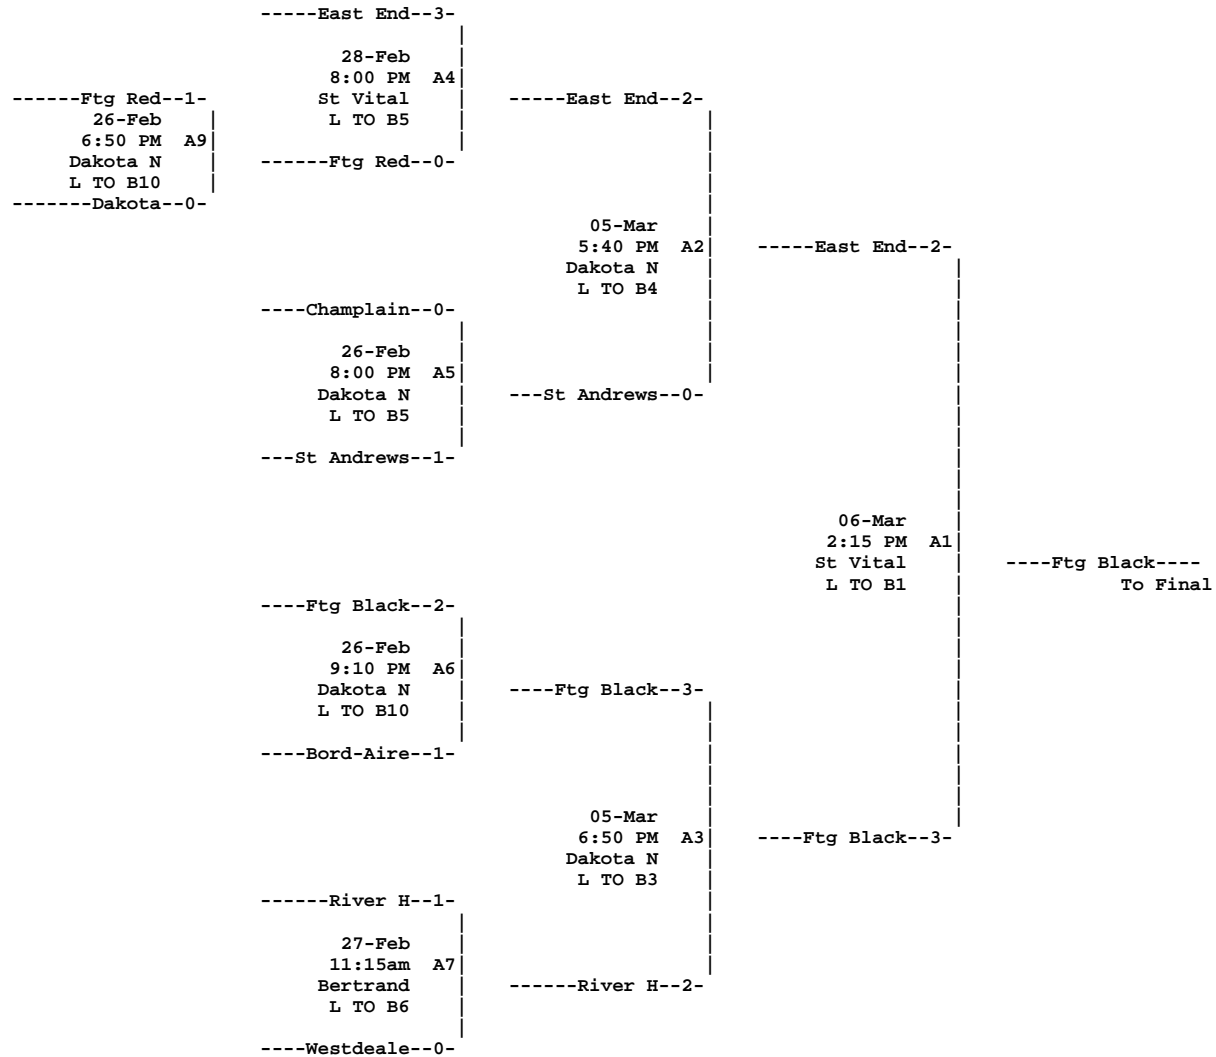 -----East End--3-
28-Feb
8:00 PM A4
------Ftg Red--1- St Vital -----East End--2-
26-Feb L TO B5
6:50 PM A9
Dakota N ------Ftg Red--0-
L TO B10
-------Dakota--0-
05-Mar
5:40 PM A2 -----East End--2-
Dakota N
L TO B4
----Champlain--0-
26-Feb
8:00 PM A5
Dakota N ---St Andrews--0-
L TO B5
---St Andrews--1-
06-Mar
2:15 PM A1
St Vital ----Ftg Black----
L TO B1 To Final
----Ftg Black--2-
26-Feb
9:10 PM A6
Dakota N ----Ftg Black--3-
L TO B10
----Bord-Aire--1-
05-Mar
6:50 PM A3 ----Ftg Black--3-
Dakota N
L TO B3
------River H--1-
27-Feb
11:15am A7
Bertrand ------River H--2-
L TO B6
----Westdeale--0-